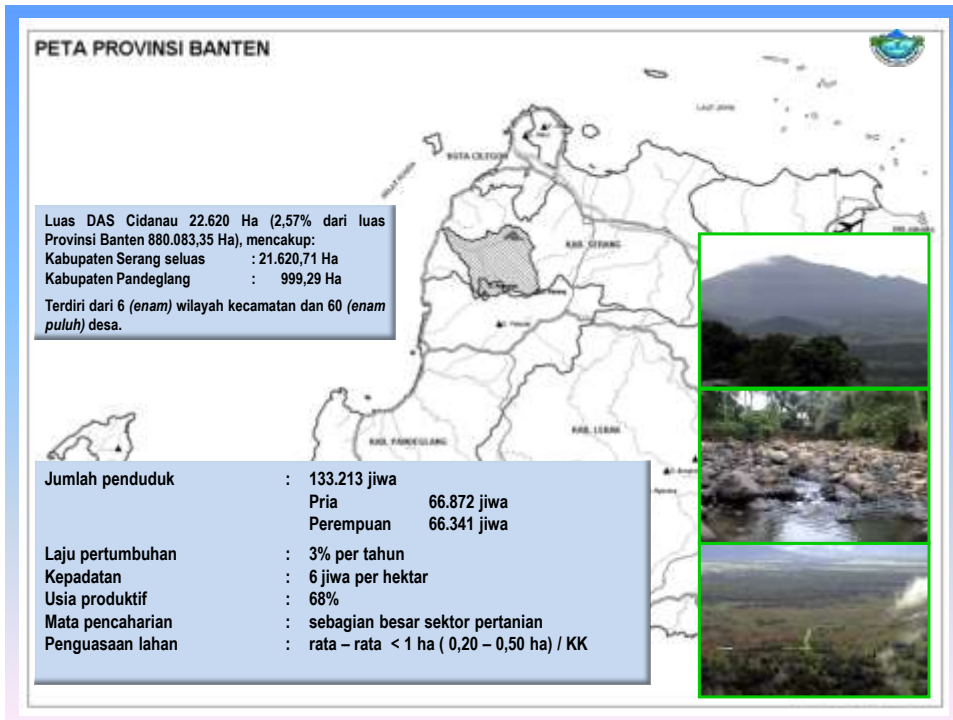 PETA PROVINSI BANTEN
LAUT JAWA
KOTA CILEGON
KAB. SERANG
Luas DAS Cidanau 22.620 Ha (2,57% dari luas
Provinsi Banten 880.083,35 Ha), mencakup:
Kabupaten Serang seluas : 21.620,71 Ha
Kabupaten Pandeglang : 999,29 Ha
Terdiri dari 6 (enam) wilayah kecamatan dan 60 (enam
puluh) desa.
KAB. LEBAK
KAB. PANDEGLANG
Jumlah penduduk : 133.213 jiwa
Pria 66.872 jiwa
Perempuan 66.341 jiwa
Laju pertumbuhan : 3% per tahun
Kepadatan : 6 jiwa per hektar
Usia produktif : 68%
Mata pencaharian : sebagian besar sektor pertanian
Penguasaan lahan : rata – rata < 1 ha ( 0,20 – 0,50 ha) / KK